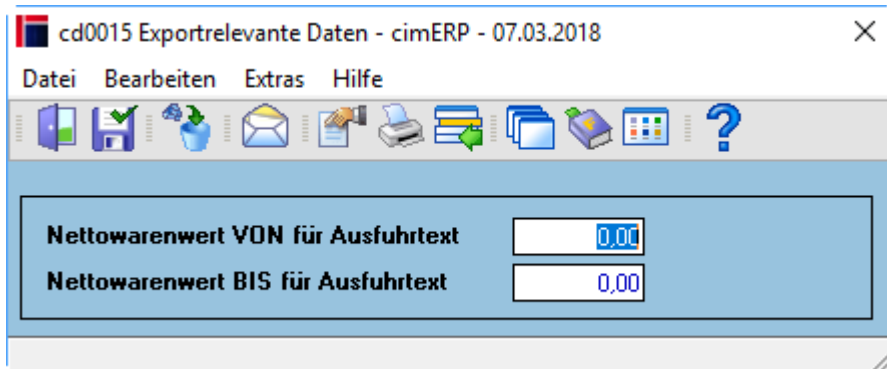 cd0015 Exportrelevante Daten - cimERP - 07.03.2018
Datei Bearbeiten Extras Hilfe
Nettowarenwert VON für Ausfuhrtext 0,00
Nettowarenwert BIS für Ausfuhrtext 0,00